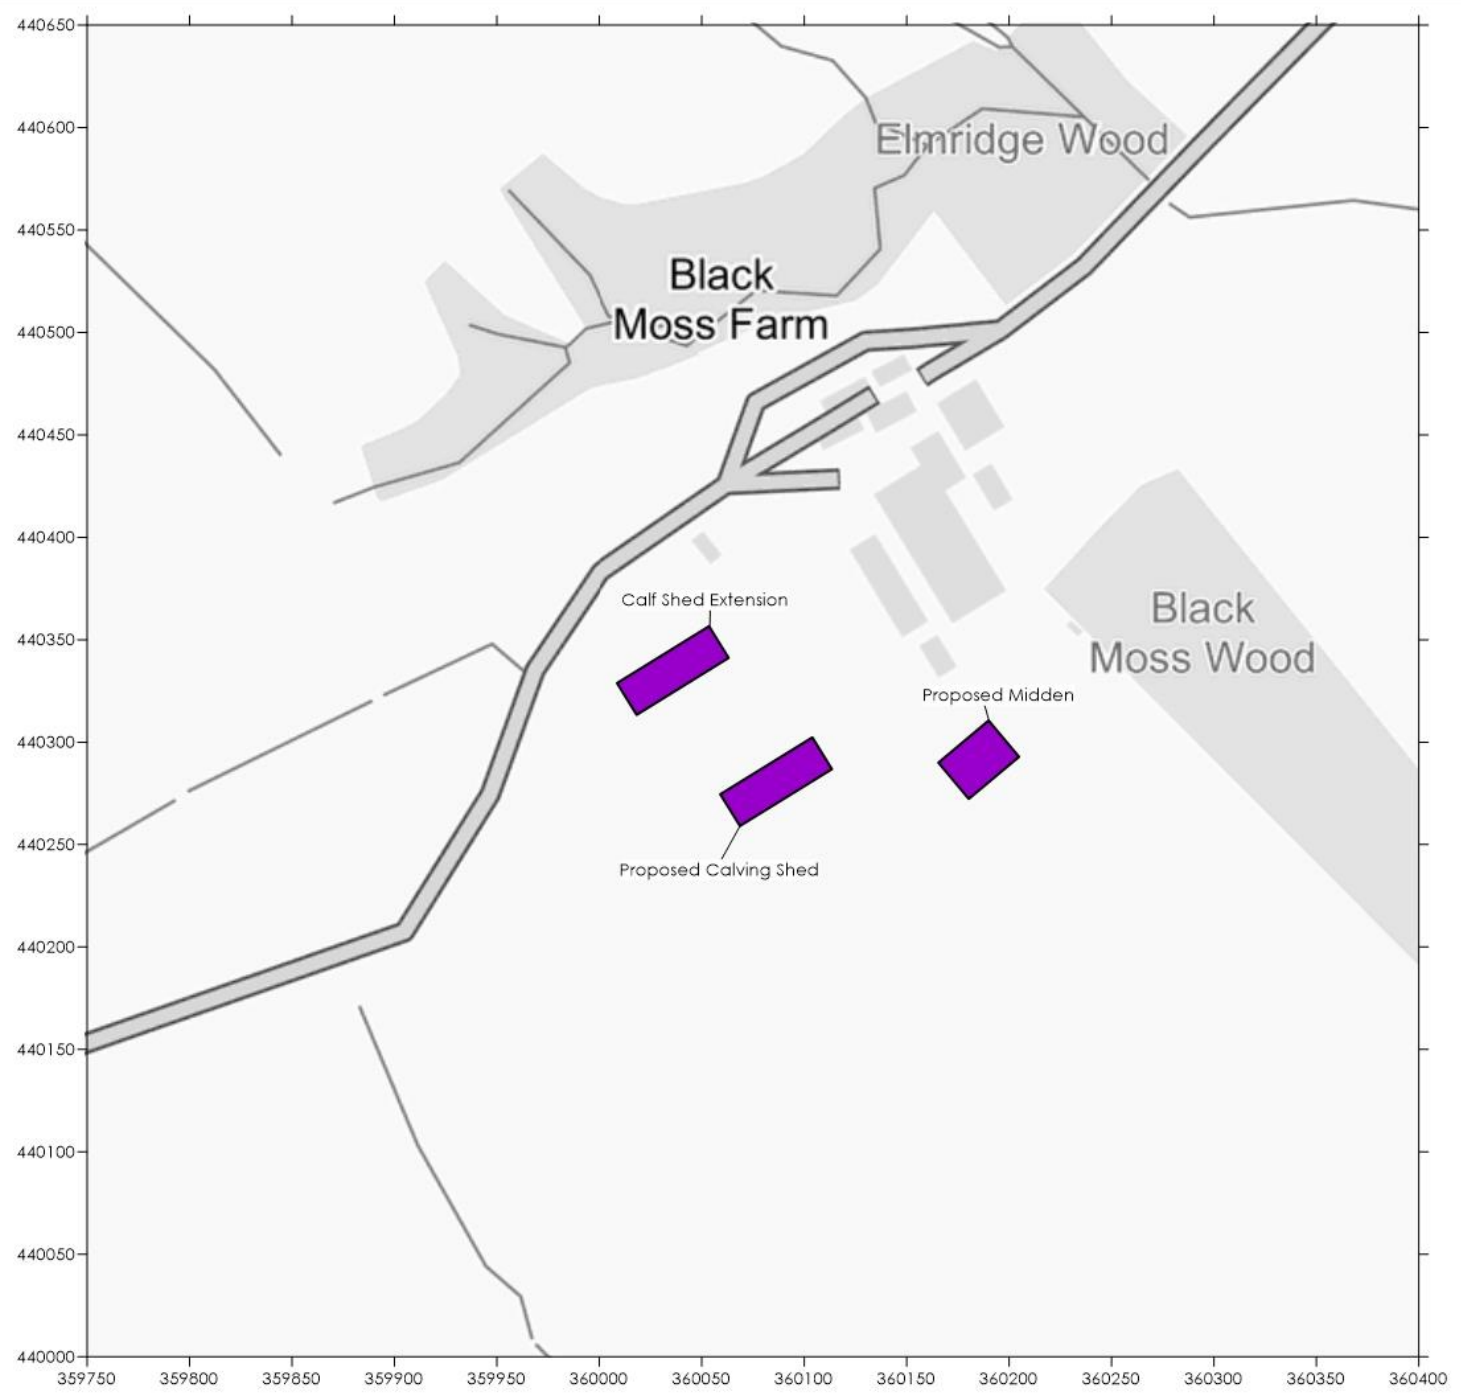 440650
440600
Elmridge Wood
440550
Black
Moss Farm
440500
440450
440400
Calf Shed Extension
Black
Moss Wood
440350
Proposed Midden
440300
440250
Proposed Calving Shed
440200
440150
440100
440050
440000
359750 359800 359850 359900 359950 360000 360050 360100 360150 360200 360250 360300 360350 360400